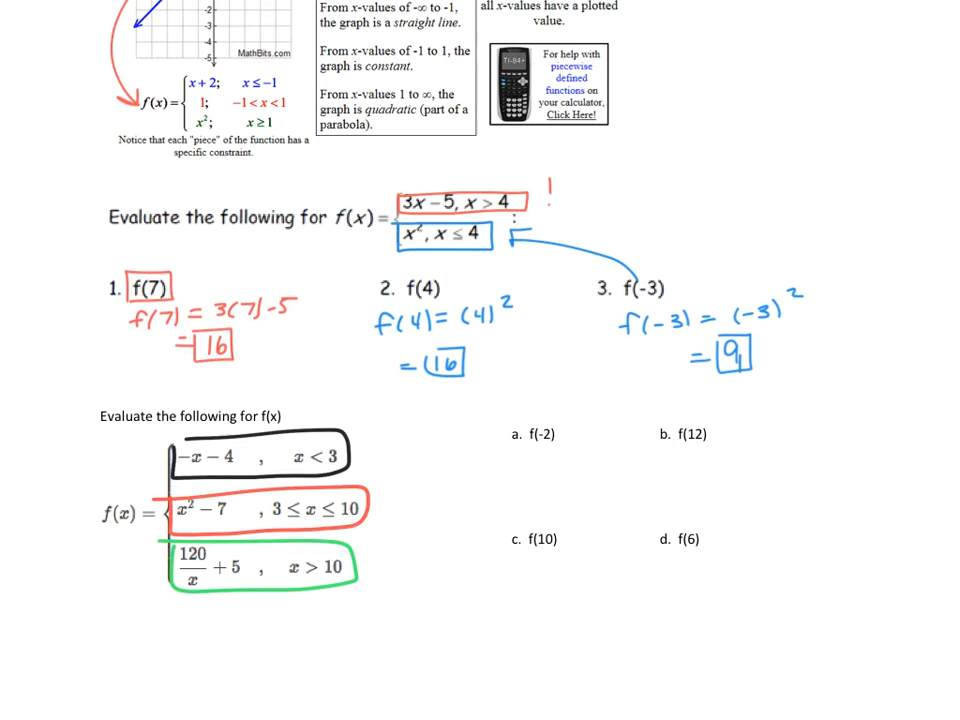 -2
-3
-4
-5
MathBits.com
From x-values of -∞ to -1,
the graph is a straight line.
From x-values of -1 to 1, the
graph is constant.
From x-values 1 to ∞, the
graph is quadratic (part of a
parabola).
all x-values have a plotted
value.
TI-84+
For help with
piecewise
defined
functions on
your calculator,
Click Here!
f(x) = { x + 2; x ≤ -1
1; -1 < x < 1
x²; x ≥ 1
Notice that each "piece" of the function has a
specific constraint.
Evaluate the following for f(x) = { 3x - 5, x > 4
x², x ≤ 4
!
1. f(7)
f(7) = 3(7) - 5
= 16
2. f(4)
f(4) = (4)²
= 16
3. f(-3)
f(-3) = (-3)²
= 9
Evaluate the following for f(x)
f(x) = { -x - 4 , x < 3
x² - 7 , 3 ≤ x ≤ 10
120/x + 5 , x > 10
a. f(-2)
b. f(12)
c. f(10)
d. f(6)